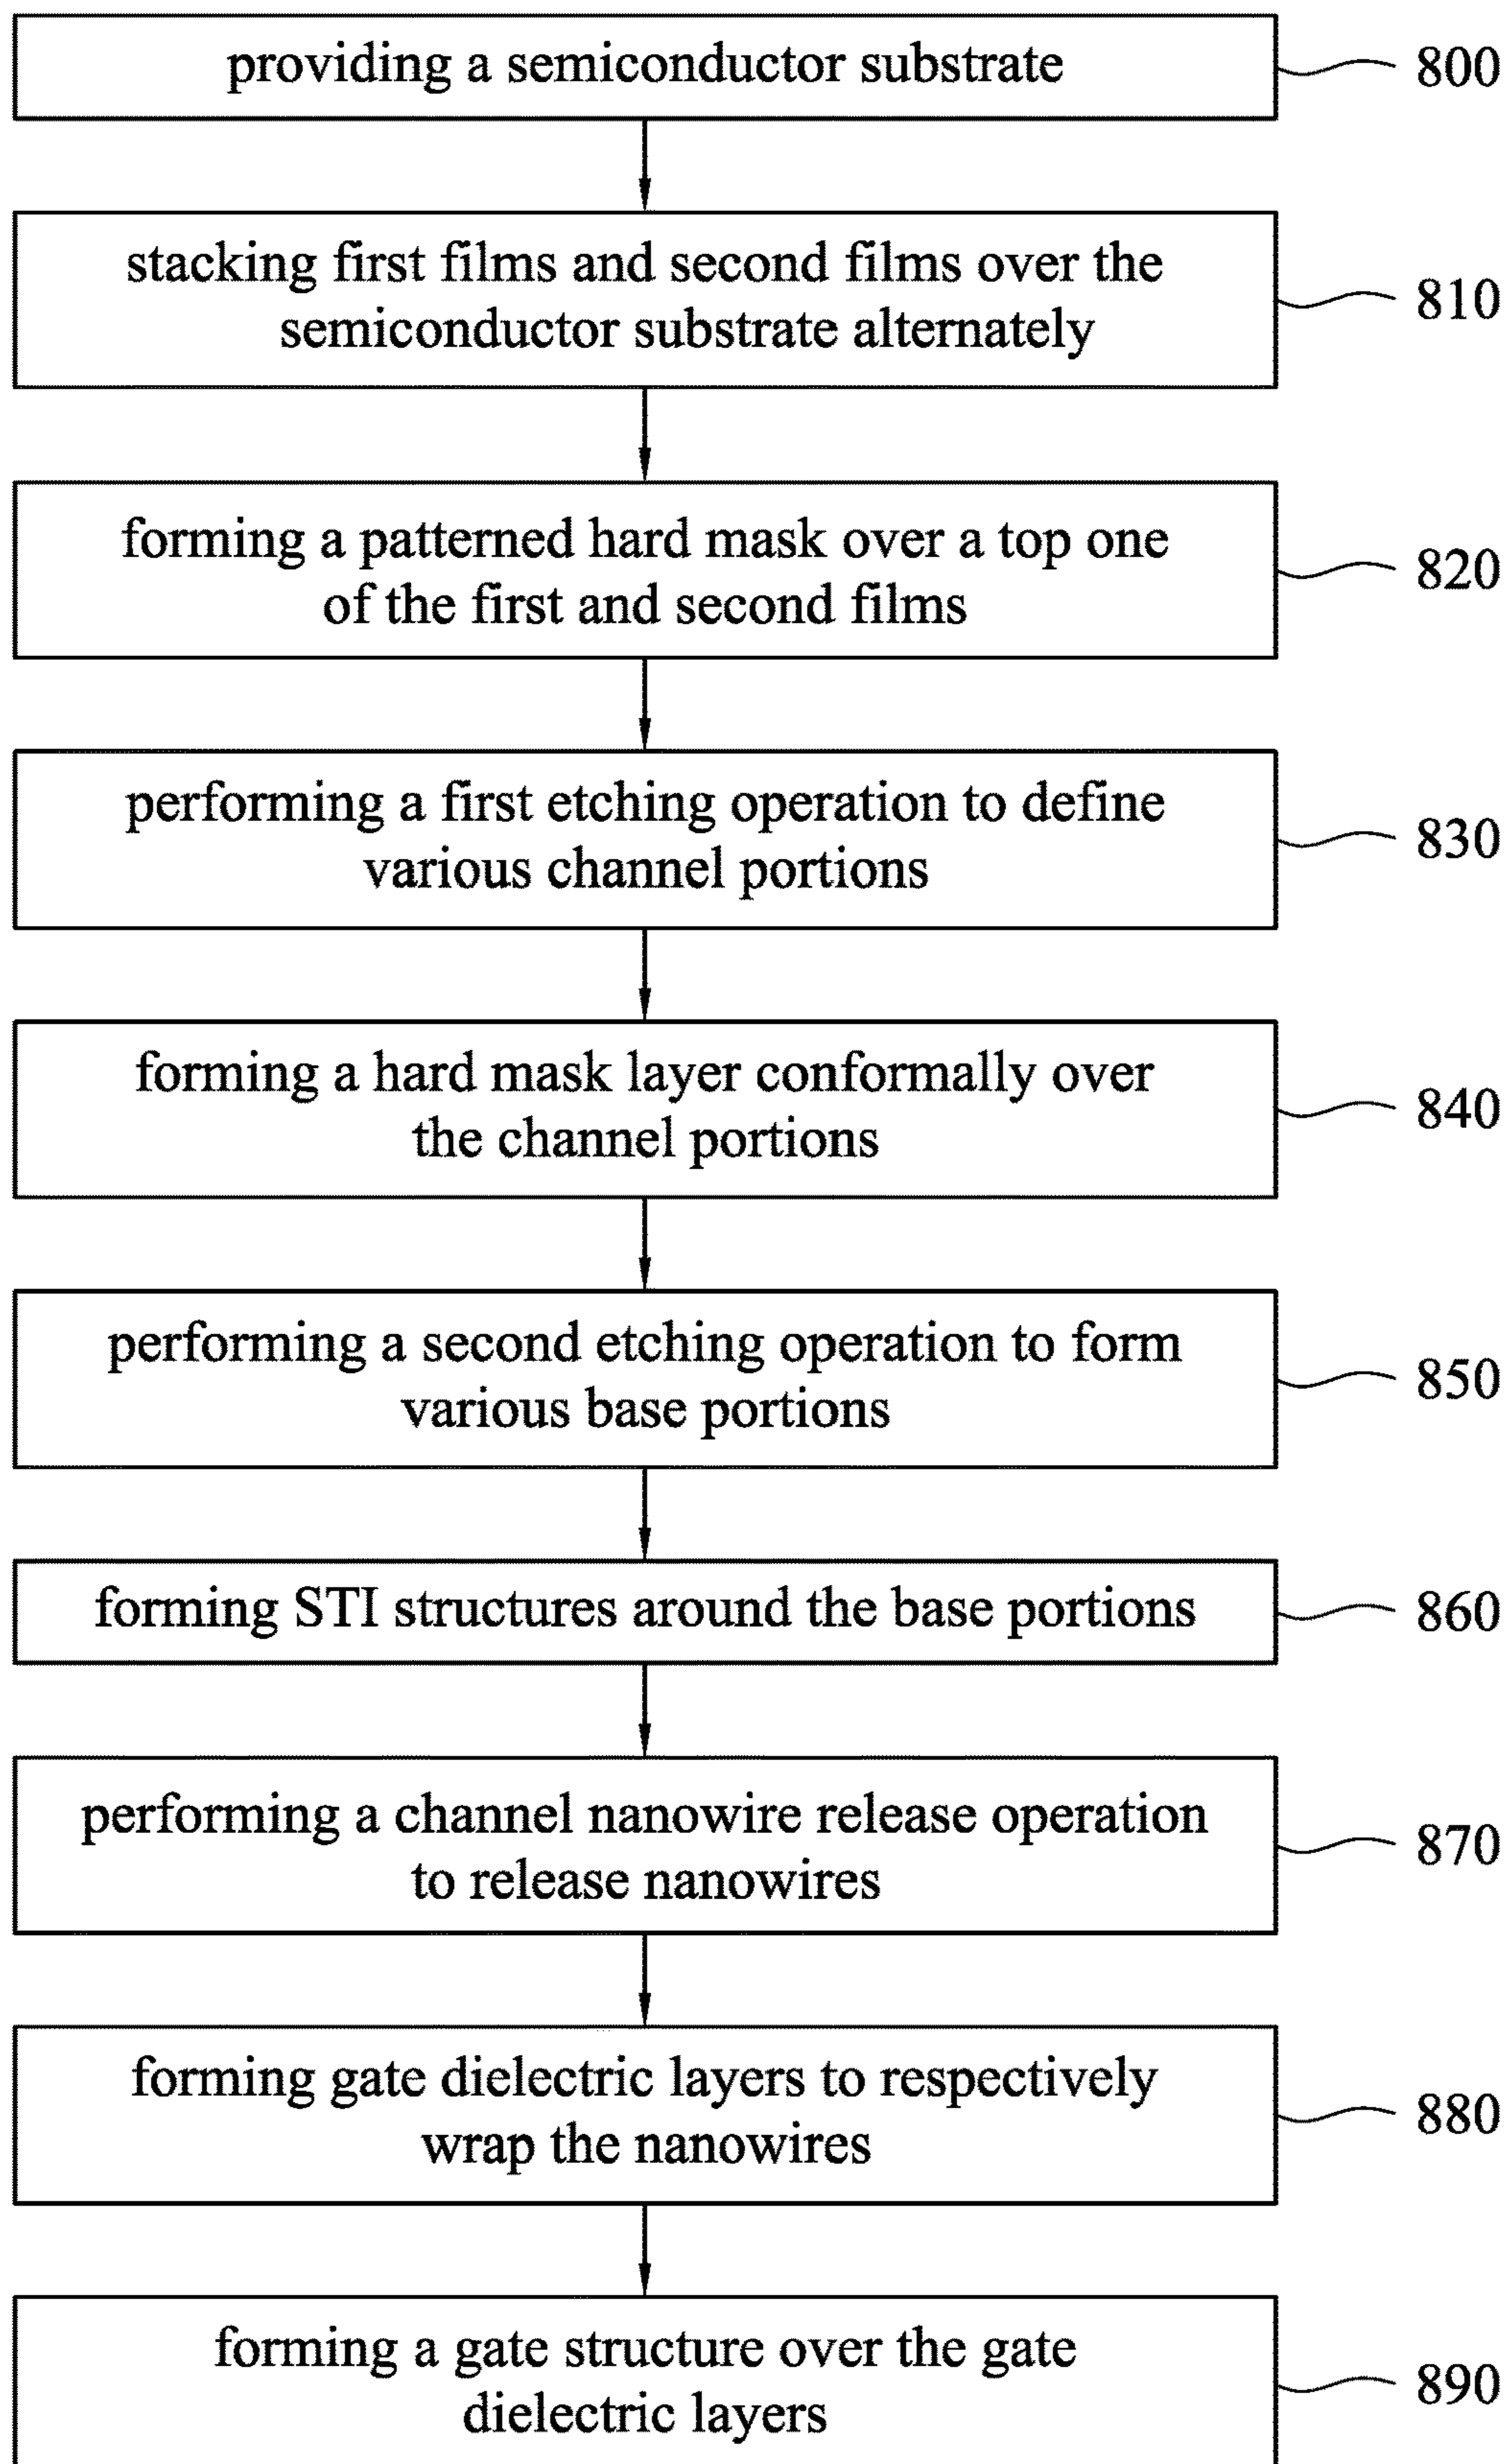 providing a semiconductor substrate
800
stacking first films and second films over the
semiconductor substrate alternately
810
forming a patterned hard mask over a top one
of the first and second films
820
performing a first etching operation to define
various channel portions
830
forming a hard mask layer conformally over
the channel portions
840
performing a second etching operation to form
various base portions
850
forming STI structures around the base portions
860
performing a channel nanowire release operation
to release nanowires
870
forming gate dielectric layers to respectively
wrap the nanowires
880
forming a gate structure over the gate
dielectric layers
890